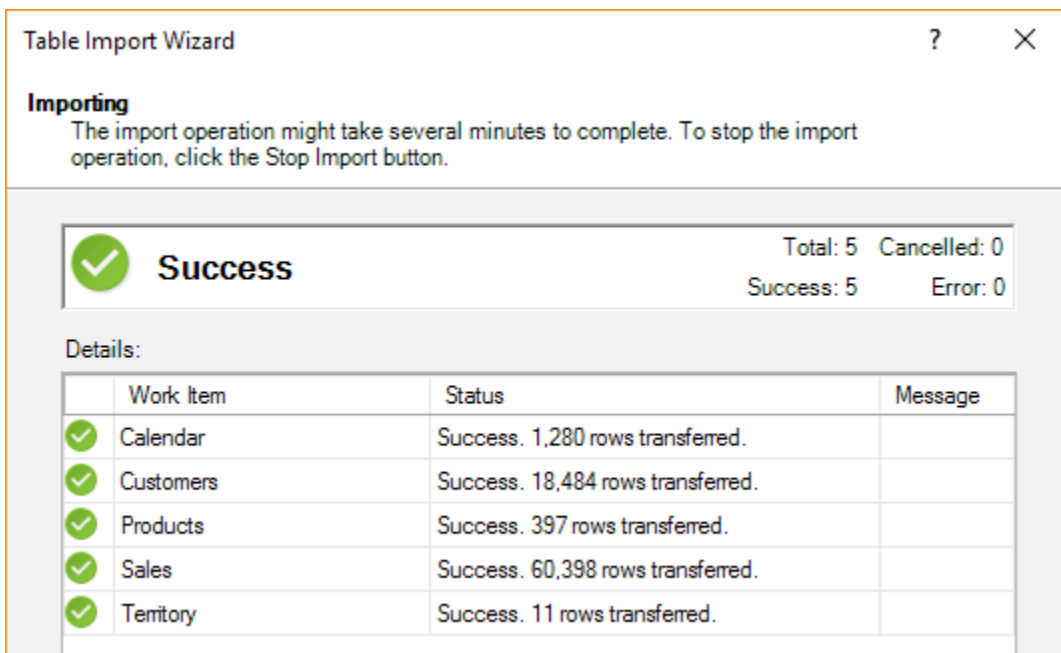 Table Import Wizard ?
Importing
The import operation might take several minutes to complete. To stop the import
operation, click the Stop Import button.
Success Total: 5 Cancelled: 0
Success: 5 Error: 0
Details:
Work Item Status Message
Calendar Success. 1,280 rows transferred.
Customers Success. 18,484 rows transferred.
Products Success. 397 rows transferred.
Sales Success. 60,398 rows transferred.
Territory Success. 11 rows transferred.